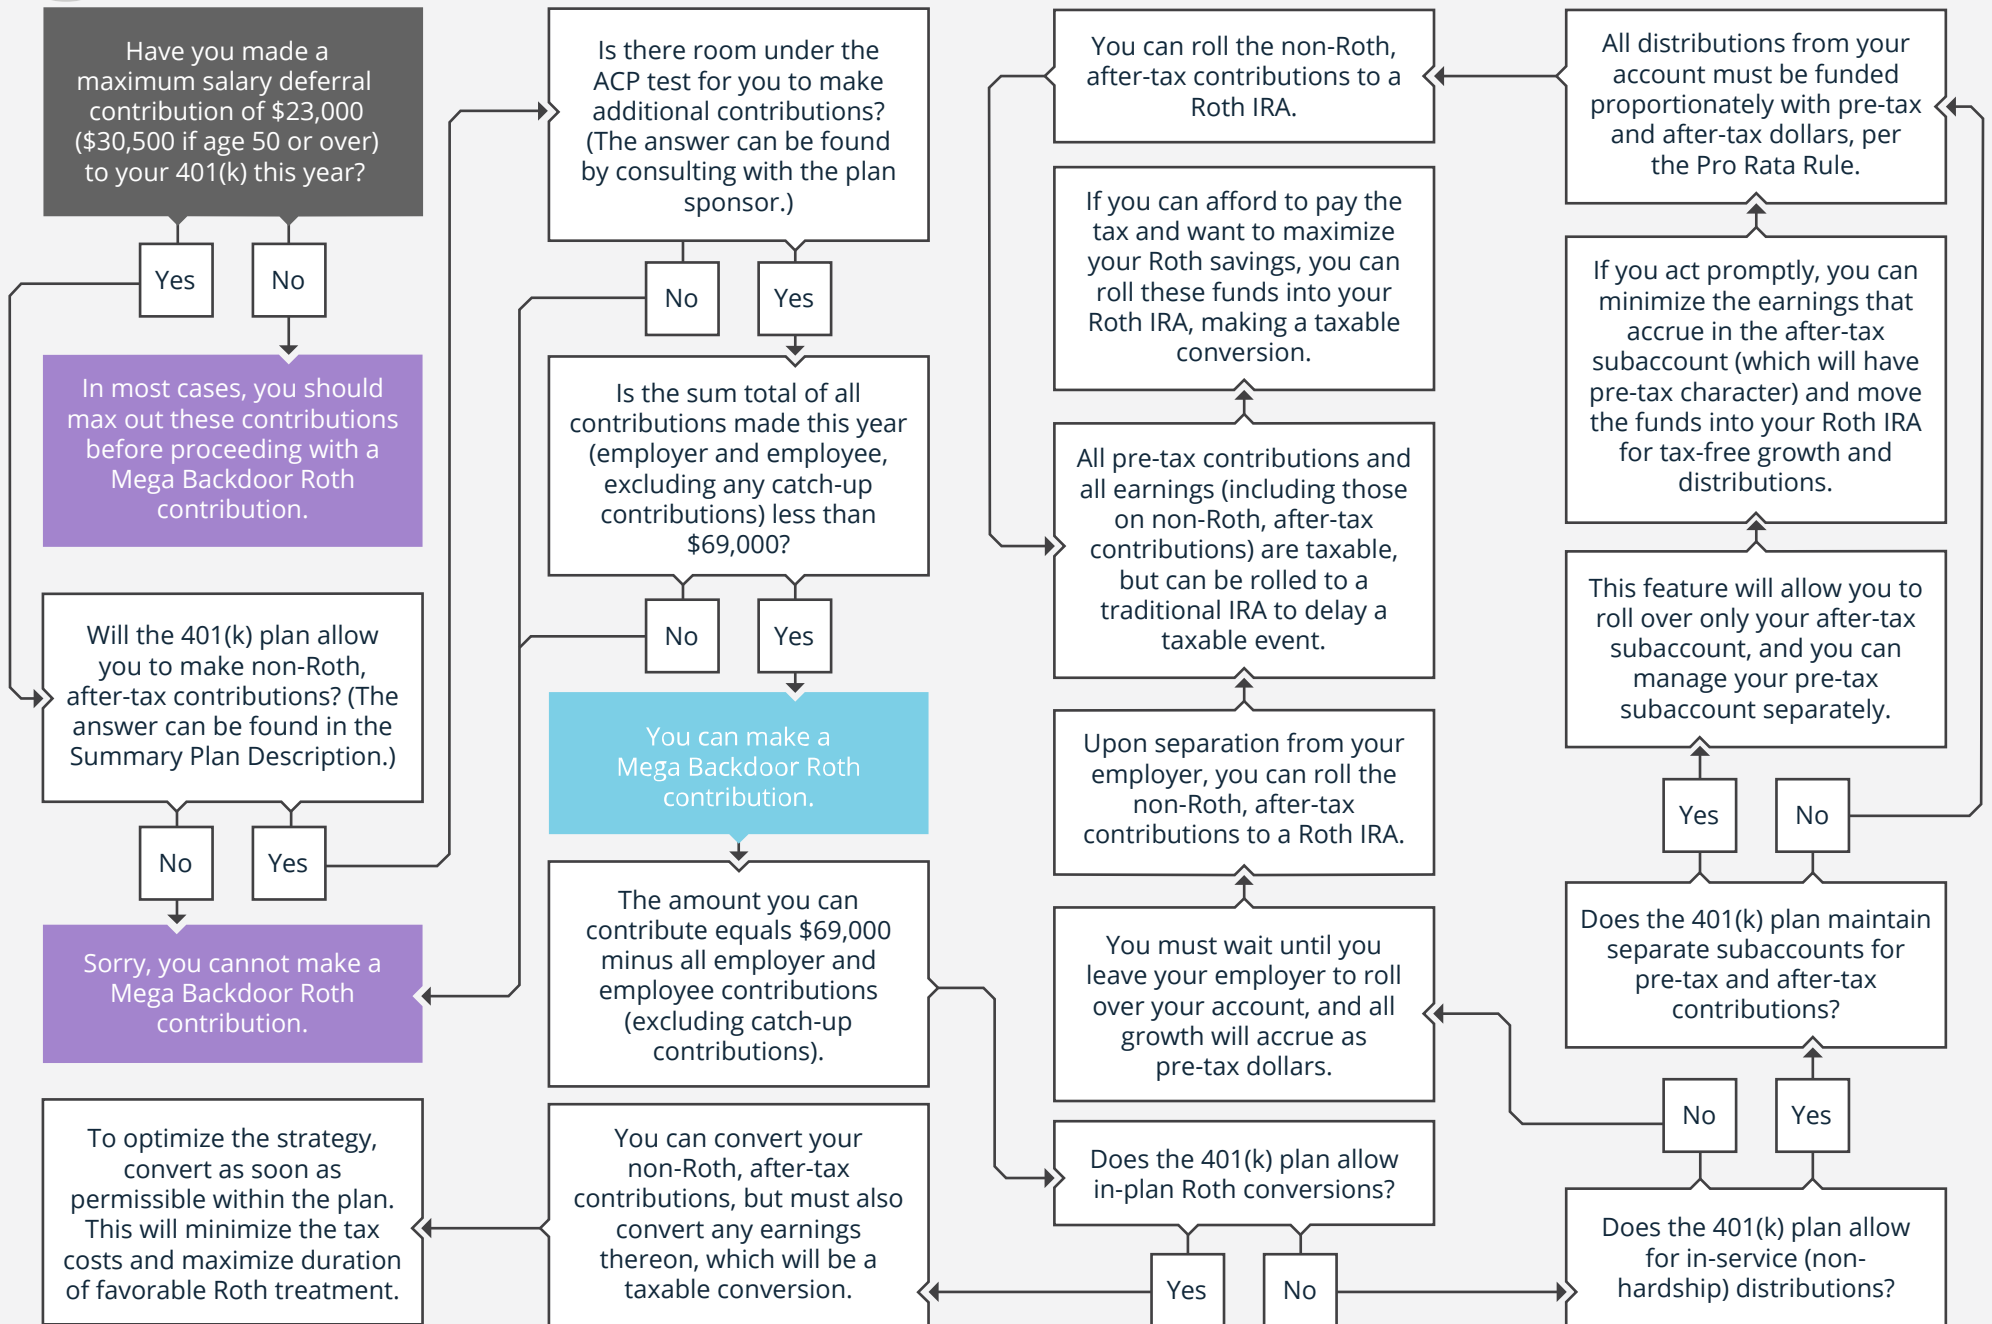 Have you made a
maximum salary deferral
contribution of $23,000
($30,500 if age 50 or over)
to your 401(k) this year?
Yes
No
In most cases, you should
max out these contributions
before proceeding with a
Mega Backdoor Roth
contribution.
Will the 401(k) plan allow
you to make non-Roth,
after-tax contributions? (The
answer can be found in the
Summary Plan Description.)
No
Yes
Sorry, you cannot make a
Mega Backdoor Roth
contribution.
Is there room under the
ACP test for you to make
additional contributions?
(The answer can be found
by consulting with the plan
sponsor.)
No
Yes
Is the sum total of all
contributions made this year
(employer and employee,
excluding any catch-up
contributions) less than
$69,000?
No
Yes
You can make a
Mega Backdoor Roth
contribution.
The amount you can
contribute equals $69,000
minus all employer and
employee contributions
(excluding catch-up
contributions).
Does the 401(k) plan allow
in-plan Roth conversions?
Yes
No
You can convert your
non-Roth, after-tax
contributions, but must also
convert any earnings
thereon, which will be a
taxable conversion.
To optimize the strategy,
convert as soon as
permissible within the plan.
This will minimize the tax
costs and maximize duration
of favorable Roth treatment.
Does the 401(k) plan allow
for in-service (non-
hardship) distributions?
No
Yes
You must wait until you
leave your employer to roll
over your account, and all
growth will accrue as
pre-tax dollars.
Upon separation from your
employer, you can roll the
non-Roth, after-tax
contributions to a Roth IRA.
Does the 401(k) plan maintain
separate subaccounts for
pre-tax and after-tax
contributions?
Yes
No
This feature will allow you to
roll over only your after-tax
subaccount, and you can
manage your pre-tax
subaccount separately.
If you act promptly, you can
minimize the earnings that
accrue in the after-tax
subaccount (which will have
pre-tax character) and move
the funds into your Roth IRA
for tax-free growth and
distributions.
All distributions from your
account must be funded
proportionately with pre-tax
and after-tax dollars, per
the Pro Rata Rule.
You can roll the non-Roth,
after-tax contributions to a
Roth IRA.
All pre-tax contributions and
all earnings (including those
on non-Roth, after-tax
contributions) are taxable,
but can be rolled to a
traditional IRA to delay a
taxable event.
If you can afford to pay the
tax and want to maximize
your Roth savings, you can
roll these funds into your
Roth IRA, making a taxable
conversion.